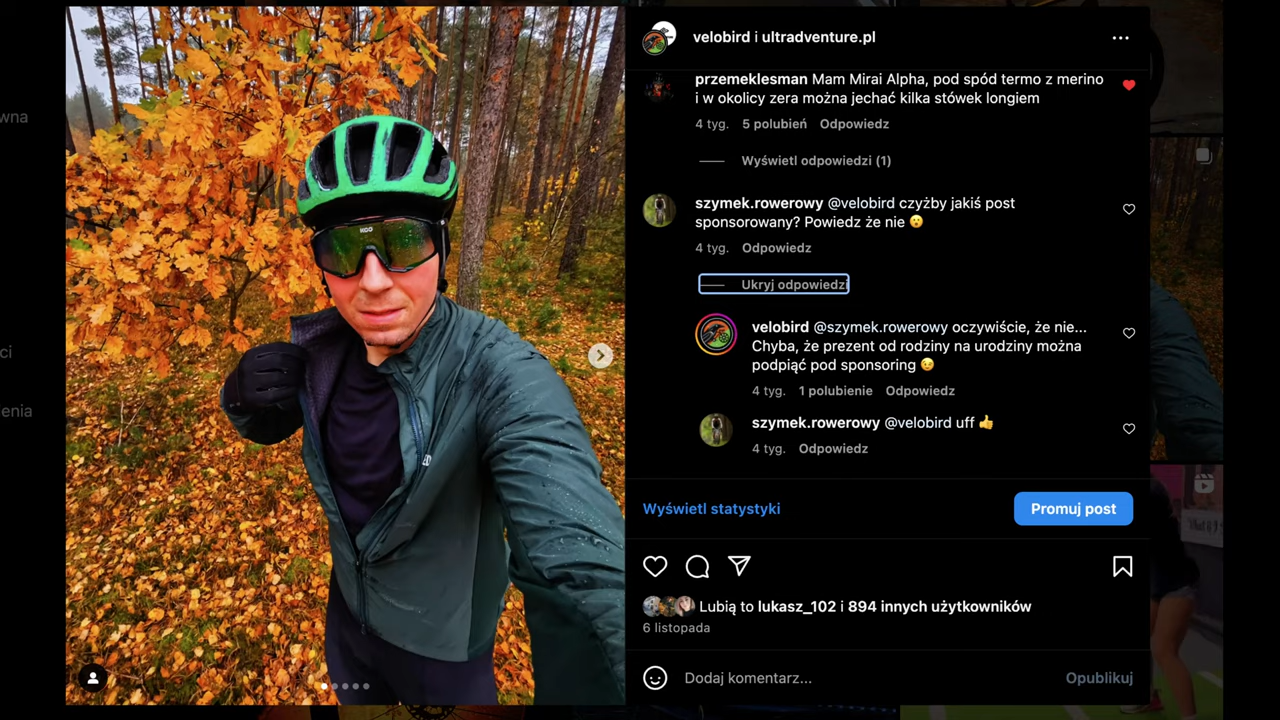 velobird i ultradventure.pl
przemeklesman Mam Mirai Alpha, pod spód termo z merino
i w okolicy zera można jechać kilka stówek longiem
4 tyg. 5 polubień Odpowiedz
Wyświetl odpowiedzi (1)
szymek.rowerowy @velobird czyżby jakiś post
sponsorowany? Powiedz że nie 😮
4 tyg. Odpowiedz
Ukryj odpowiedzi
velobird @szymek.rowerowy oczywiście, że nie...
Chyba, że prezent od rodziny na urodziny można
podpiąć pod sponsoring 😉
4 tyg. 1 polubienie Odpowiedz
szymek.rowerowy @velobird uff 👍
4 tyg. Odpowiedz
Wyświetl statystyki
Promuj post
Lubią to lukasz_102 i 894 innych użytkowników
6 listopada
Dodaj komentarz...
Opublikuj
wna
ci
enia
KOO